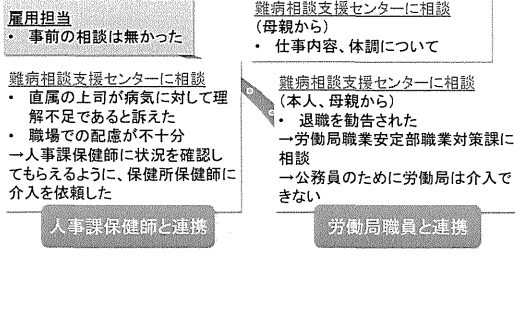 雇用担当
• 事前の相談は無かった
難病相談支援センターに相談
(母親から)
• 仕事内容、体調について
難病相談支援センターに相談
• 直属の上司が病気に対して理
解不足であると訴えた
• 職場での配慮が不十分
→人事課保健師に状況を確認し
てもらえるように、保健所保健師に
介入を依頼した
人事課保健師と連携
難病相談支援センターに相談
(本人、母親から)
• 退職を勧告された
→労働局職業安定部職業対策課に
相談
→公務員のために労働局は介入で
きない
労働局職員と連携